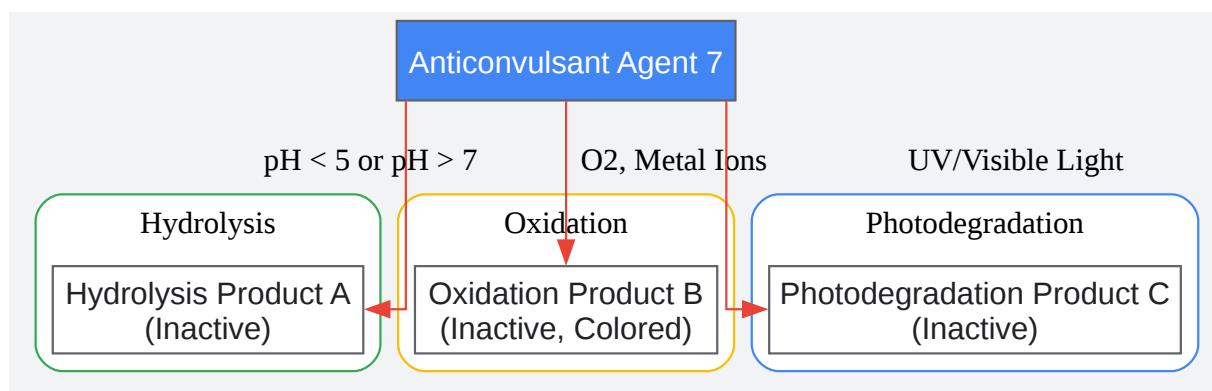 Anticonvulsant Agent 7
pH < 5 or pH > 7
O2, Metal Ions
UV/Visible Light
Hydrolysis
Oxidation
Photodegradation
Hydrolysis Product A
(Inactive)
Oxidation Product B
(Inactive, Colored)
Photodegradation Product C
(Inactive)